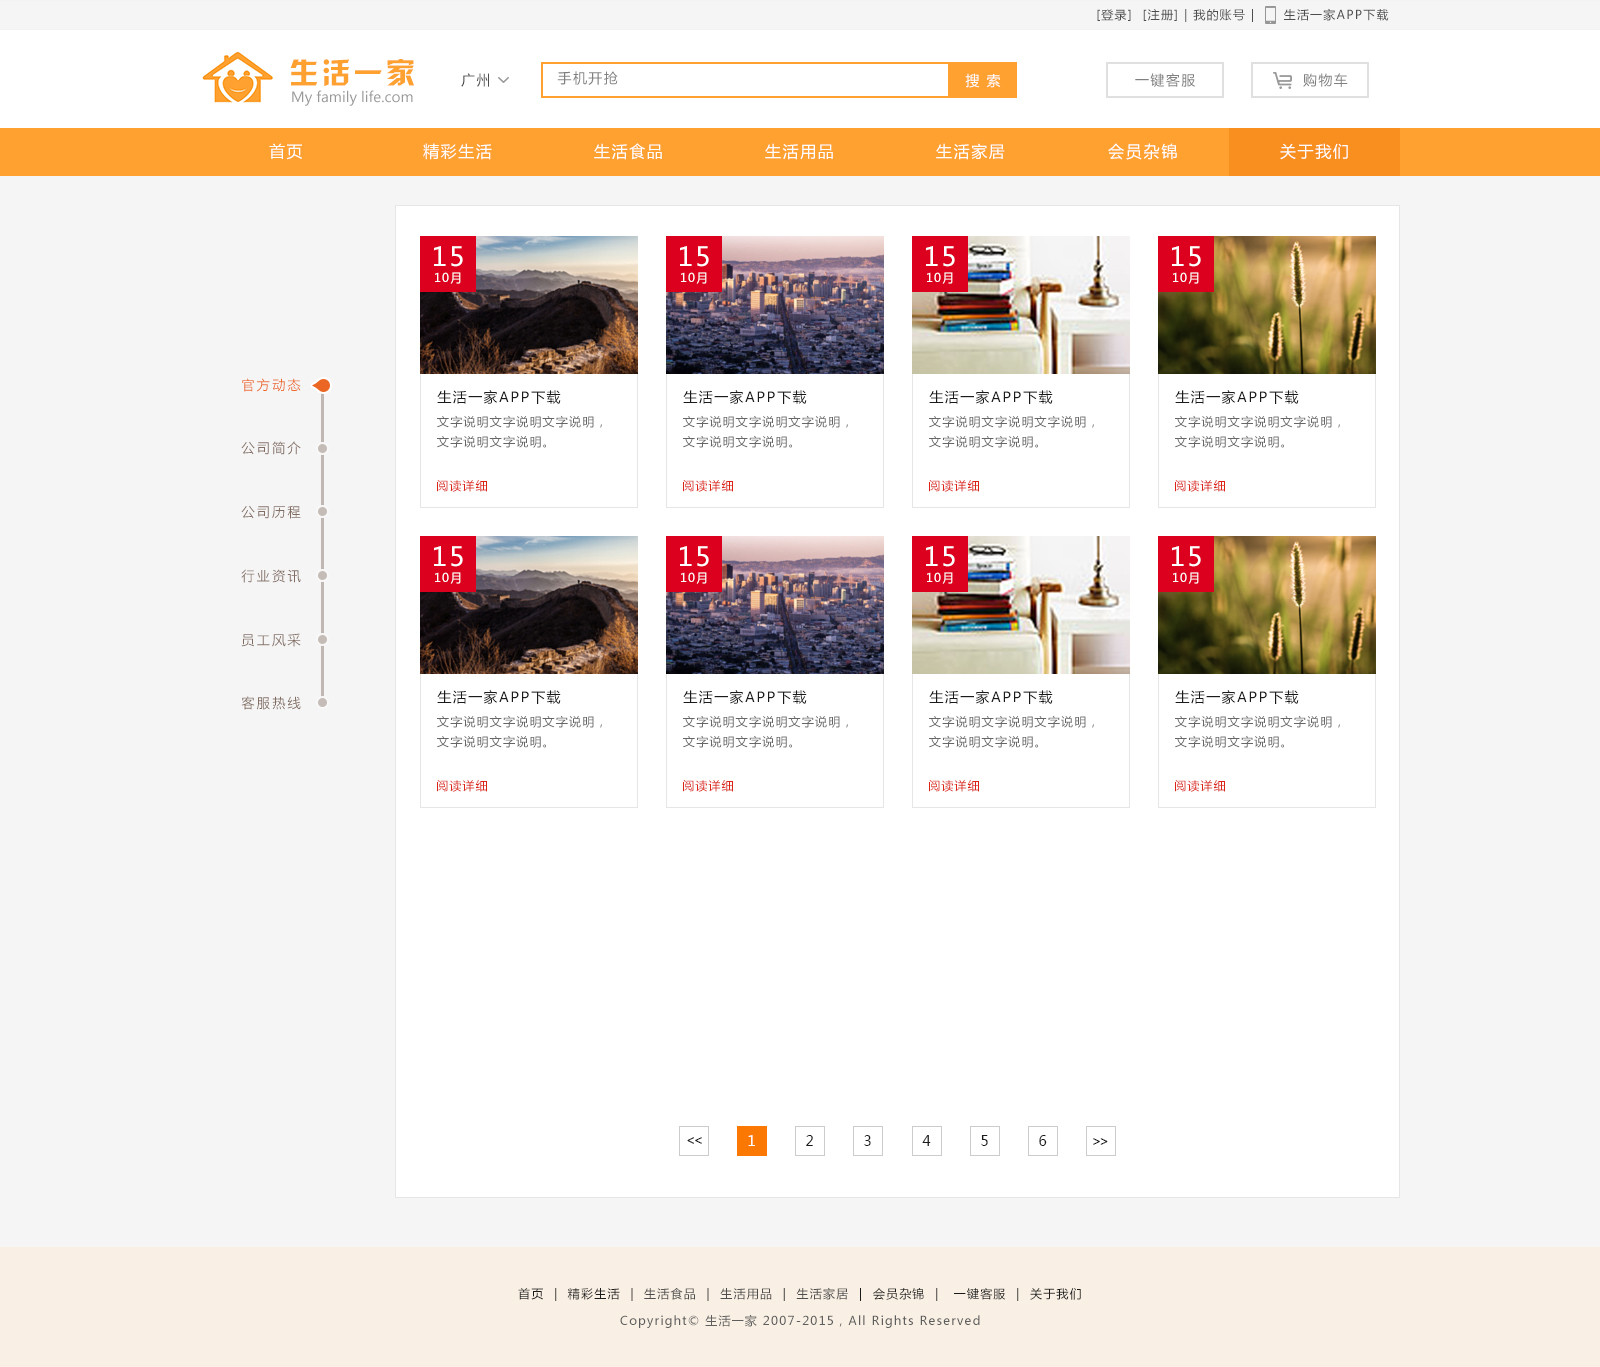 [登录] [注册] | 我的账号 | 生活一家APP下载
生活一家
My family life.com
广州
手机开抢
搜 索
一键客服
购物车
首页 精彩生活 生活食品 生活用品 生活家居 会员杂锦 关于我们
官方动态
公司简介
公司历程
行业资讯
员工风采
客服热线
15
10月
生活一家APP下载
文字说明文字说明文字说明，
文字说明文字说明。
阅读详细
15
10月
生活一家APP下载
文字说明文字说明文字说明，
文字说明文字说明。
阅读详细
15
10月
生活一家APP下载
文字说明文字说明文字说明，
文字说明文字说明。
阅读详细
15
10月
生活一家APP下载
文字说明文字说明文字说明，
文字说明文字说明。
阅读详细
15
10月
生活一家APP下载
文字说明文字说明文字说明，
文字说明文字说明。
阅读详细
15
10月
生活一家APP下载
文字说明文字说明文字说明，
文字说明文字说明。
阅读详细
15
10月
生活一家APP下载
文字说明文字说明文字说明，
文字说明文字说明。
阅读详细
15
10月
生活一家APP下载
文字说明文字说明文字说明，
文字说明文字说明。
阅读详细
<< 1 2 3 4 5 6 >>
首页 | 精彩生活 | 生活食品 | 生活用品 | 生活家居 | 会员杂锦 | 一键客服 | 关于我们
Copyright© 生活一家 2007-2015，All Rights Reserved